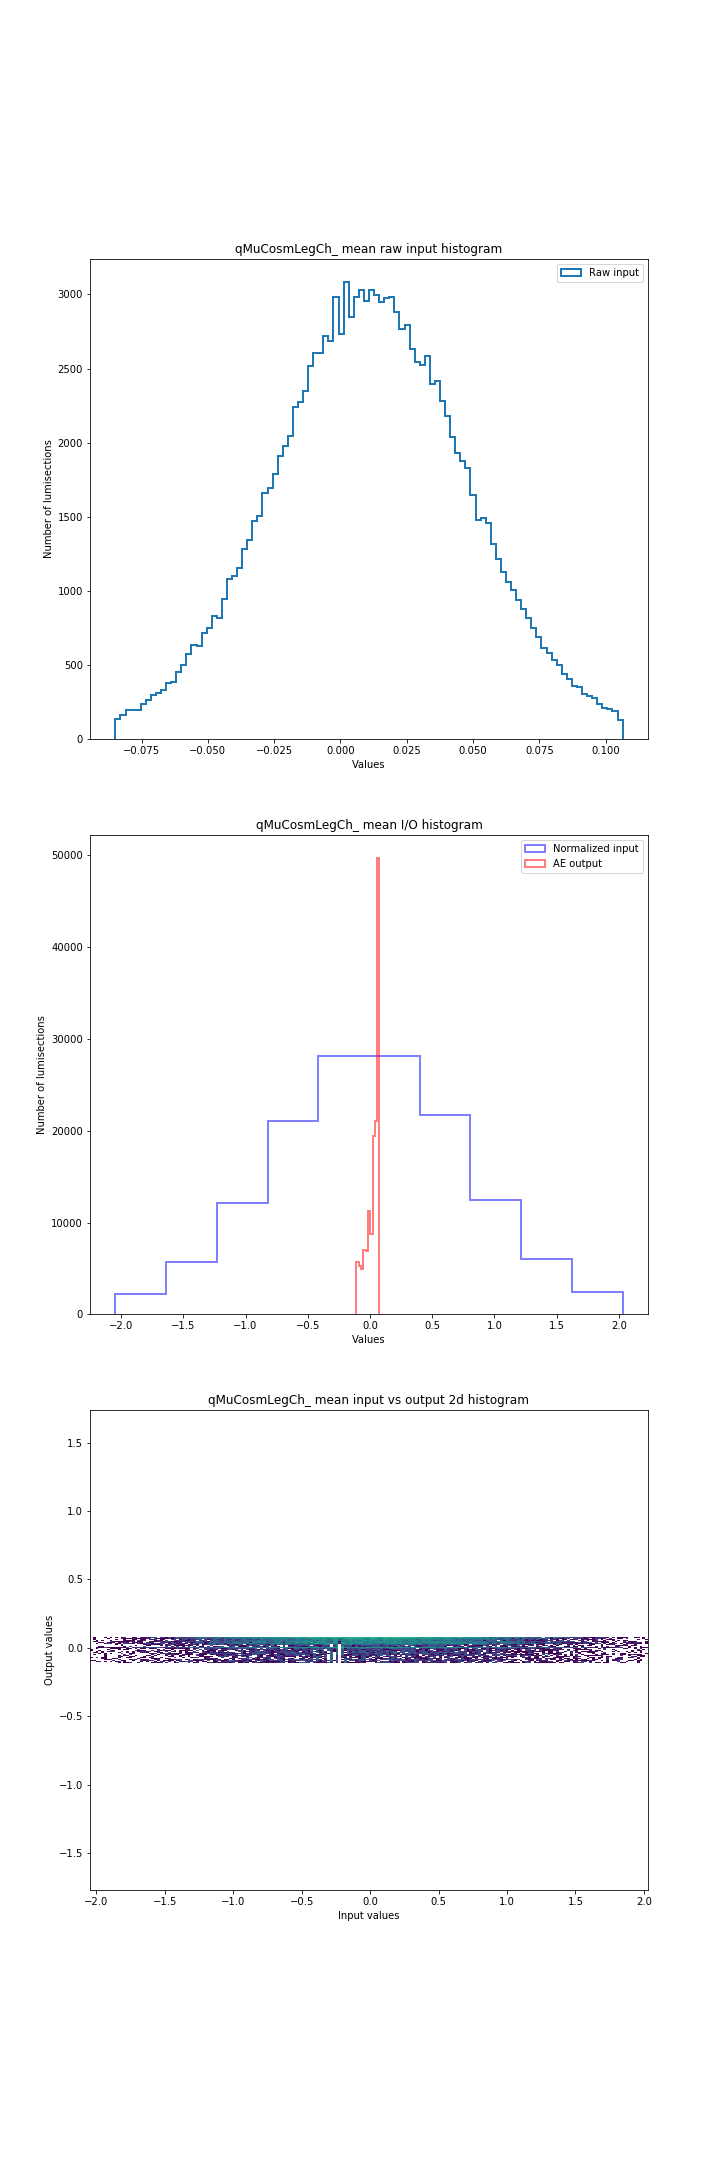 qMuCosmLegCh_ mean raw input histogram
Raw input
3000
2500
2000
1500
1000
500
0
Number of lumisections
−0.075 −0.050 −0.025 0.000 0.025 0.050 0.075 0.100
Values
qMuCosmLegCh_ mean I/O histogram
Normalized input
AE output
50000
40000
30000
20000
10000
0
Number of lumisections
−2.0 −1.5 −1.0 −0.5 0.0 0.5 1.0 1.5 2.0
Values
qMuCosmLegCh_ mean input vs output 2d histogram
1.5
1.0
0.5
0.0
−0.5
−1.0
−1.5
Output values
−2.0 −1.5 −1.0 −0.5 0.0 0.5 1.0 1.5 2.0
Input values